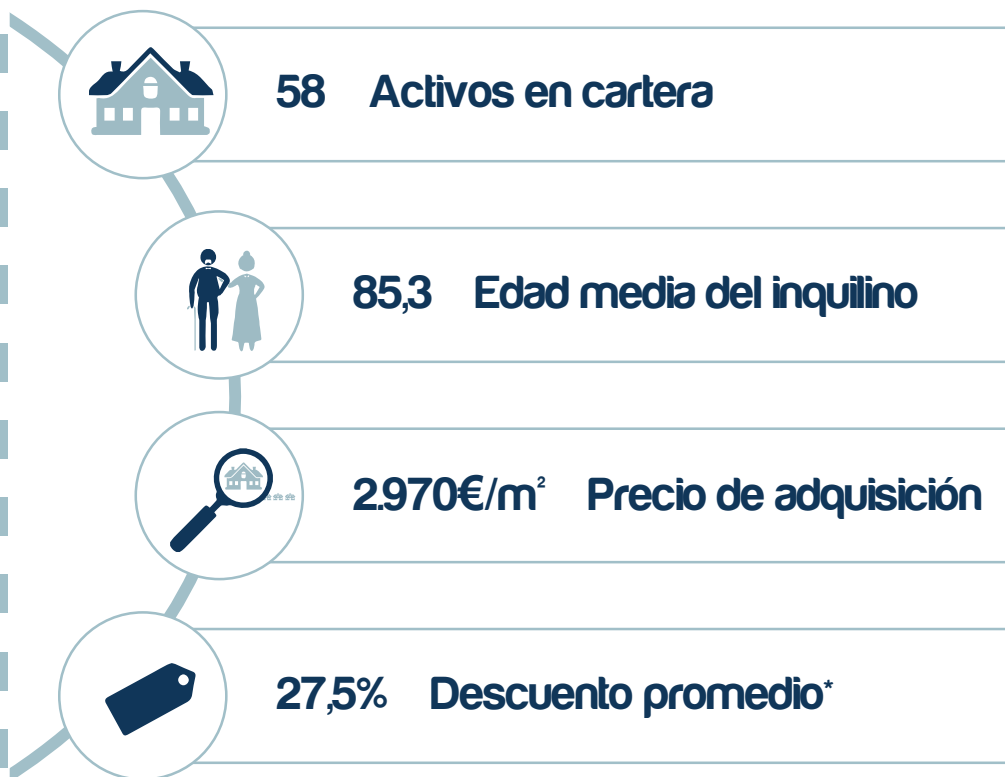 58 Activos en cartera
85,3 Edad media del inquilino
2.970€/m² Precio de adquisición
27,5% Descuento promedio*